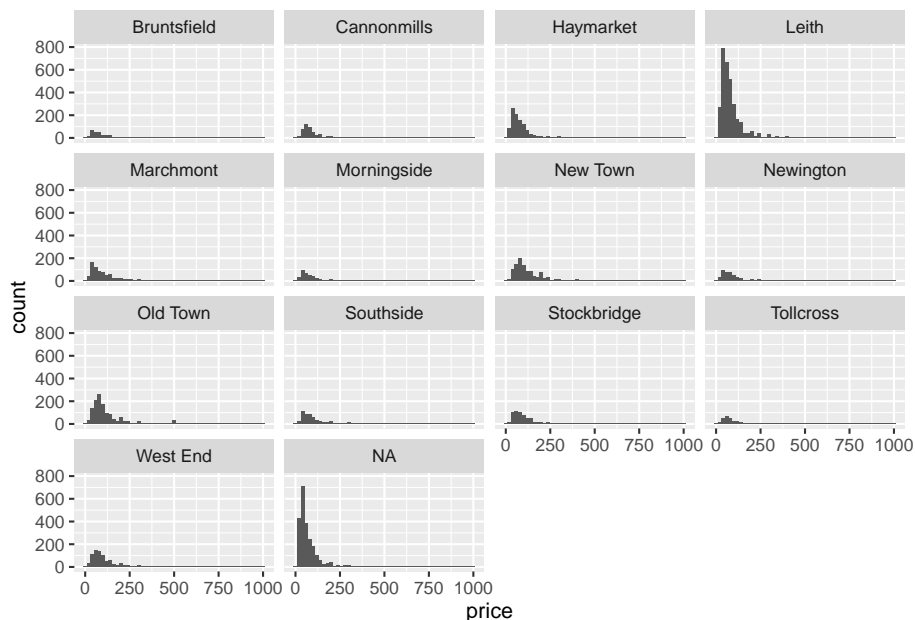 Bruntsfield Cannonmills Haymarket Leith
800
600
400
200
0
Marchmont Morningside New Town Newington
800
600
400
200
0
Old Town Southside Stockbridge Tollcross
800
600
400
200
0
0 250 500 750 1000 0 250 500 750 1000
West End NA
800
600
400
200
0
0 250 500 750 1000 0 250 500 750 1000
price
count